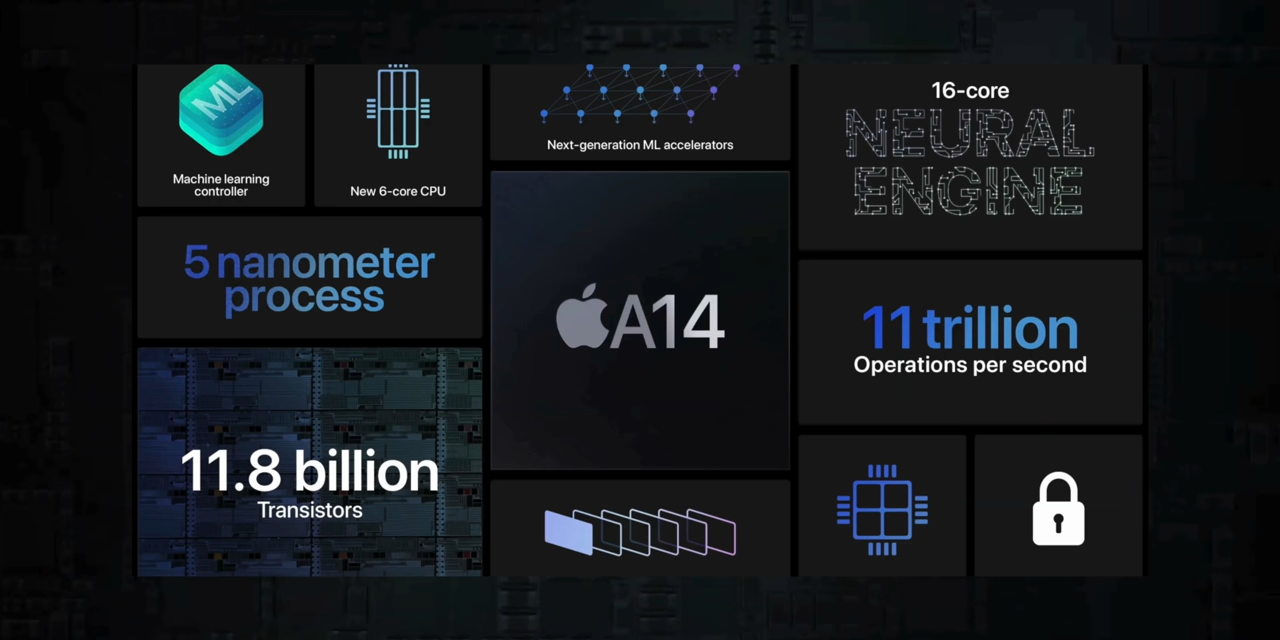 ML
Machine learning
controller
New 6-core CPU
Next-generation ML accelerators
16-core
NEURAL
ENGINE
5 nanometer
process
A14
11 trillion
Operations per second
11.8 billion
Transistors